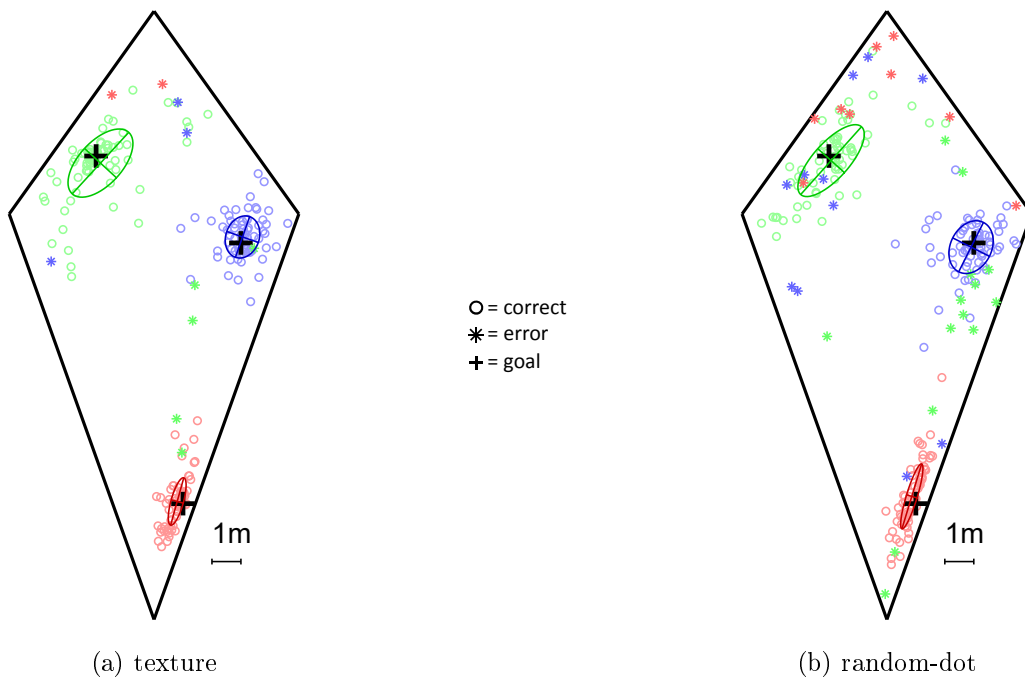 = correct
= error
= goal
1m
1m
(a) texture
(b) random-dot